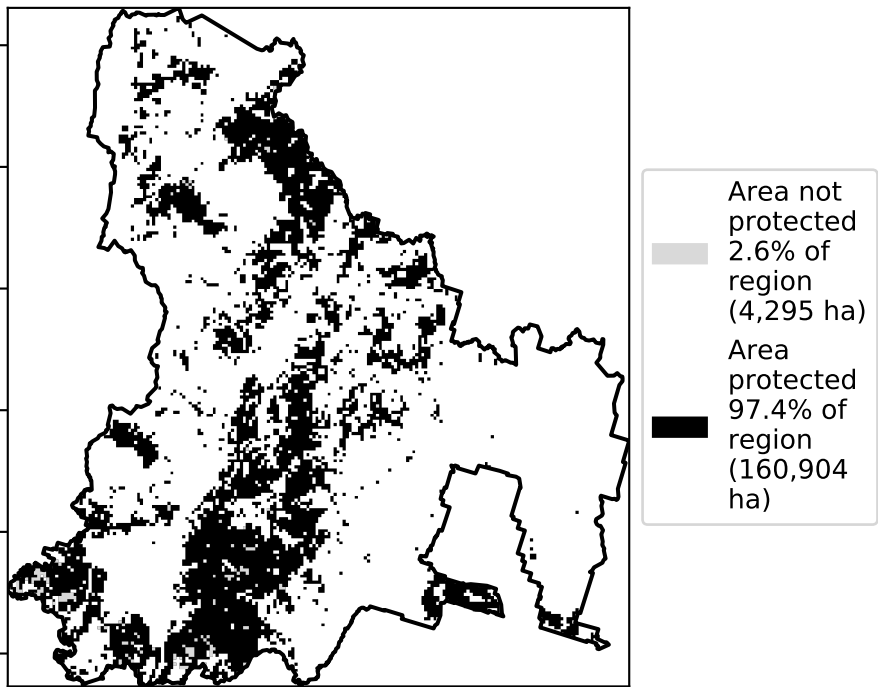 Area not
protected
2.6% of
region
(4,295 ha)
Area
protected
97.4% of
region
(160,904
ha)